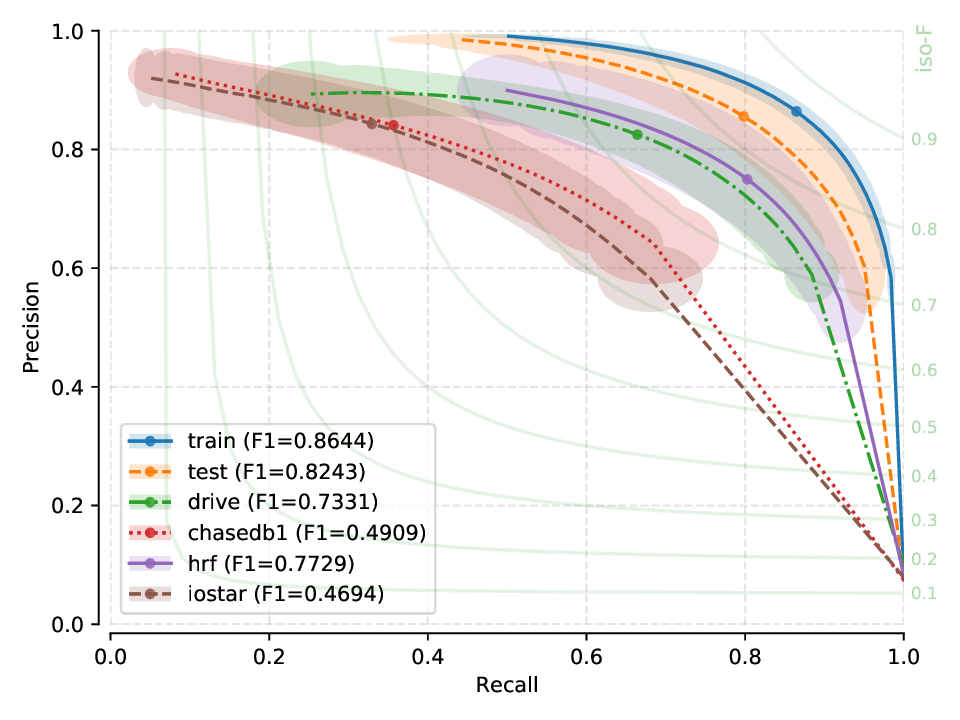 1.0
0.8
0.6
0.4
0.2
0.0
Precision
0.0
0.2
0.4
0.6
0.8
1.0
Recall
iso-F
0.9
0.8
0.7
0.6
0.5
0.4
0.3
0.2
0.1
train (F1=0.8644)
test (F1=0.8243)
drive (F1=0.7331)
chasedb1 (F1=0.4909)
hrf (F1=0.7729)
iostar (F1=0.4694)